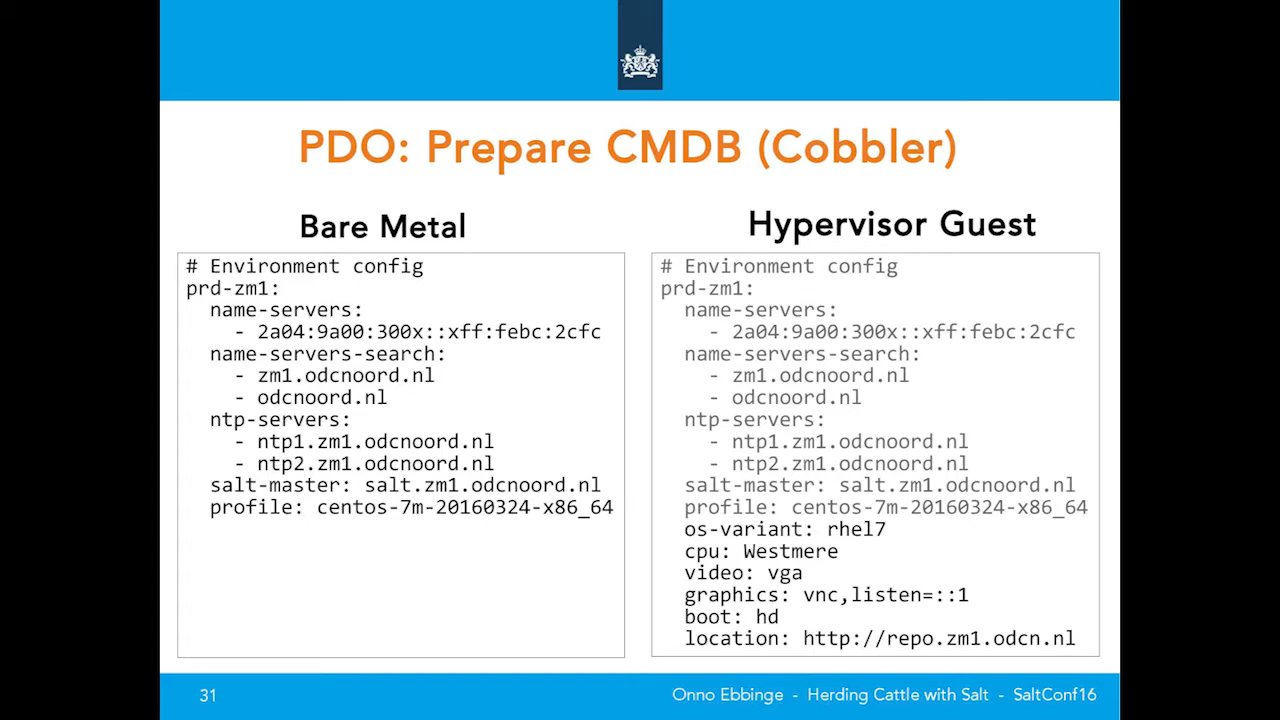 PDO: Prepare CMDB (Cobbler)
Bare Metal
# Environment config
prd-zm1:
  name-servers:
    - 2a04:9a00:300x::xff:febc:2cfc
  name-servers-search:
    - zm1.odcnoord.nl
    - odcnoord.nl
  ntp-servers:
    - ntp1.zm1.odcnoord.nl
    - ntp2.zm1.odcnoord.nl
  salt-master: salt.zm1.odcnoord.nl
  profile: centos-7m-20160324-x86_64
Hypervisor Guest
# Environment config
prd-zm1:
  name-servers:
    - 2a04:9a00:300x::xff:febc:2cfc
  name-servers-search:
    - zm1.odcnoord.nl
    - odcnoord.nl
  ntp-servers:
    - ntp1.zm1.odcnoord.nl
    - ntp2.zm1.odcnoord.nl
  salt-master: salt.zm1.odcnoord.nl
  profile: centos-7m-20160324-x86_64
  os-variant: rhel7
  cpu: Westmere
  video: vga
  graphics: vnc,listen=::1
  boot: hd
  location: http://repo.zm1.odcn.nl
31
Onno Ebbinge - Herding Cattle with Salt - SaltConf16